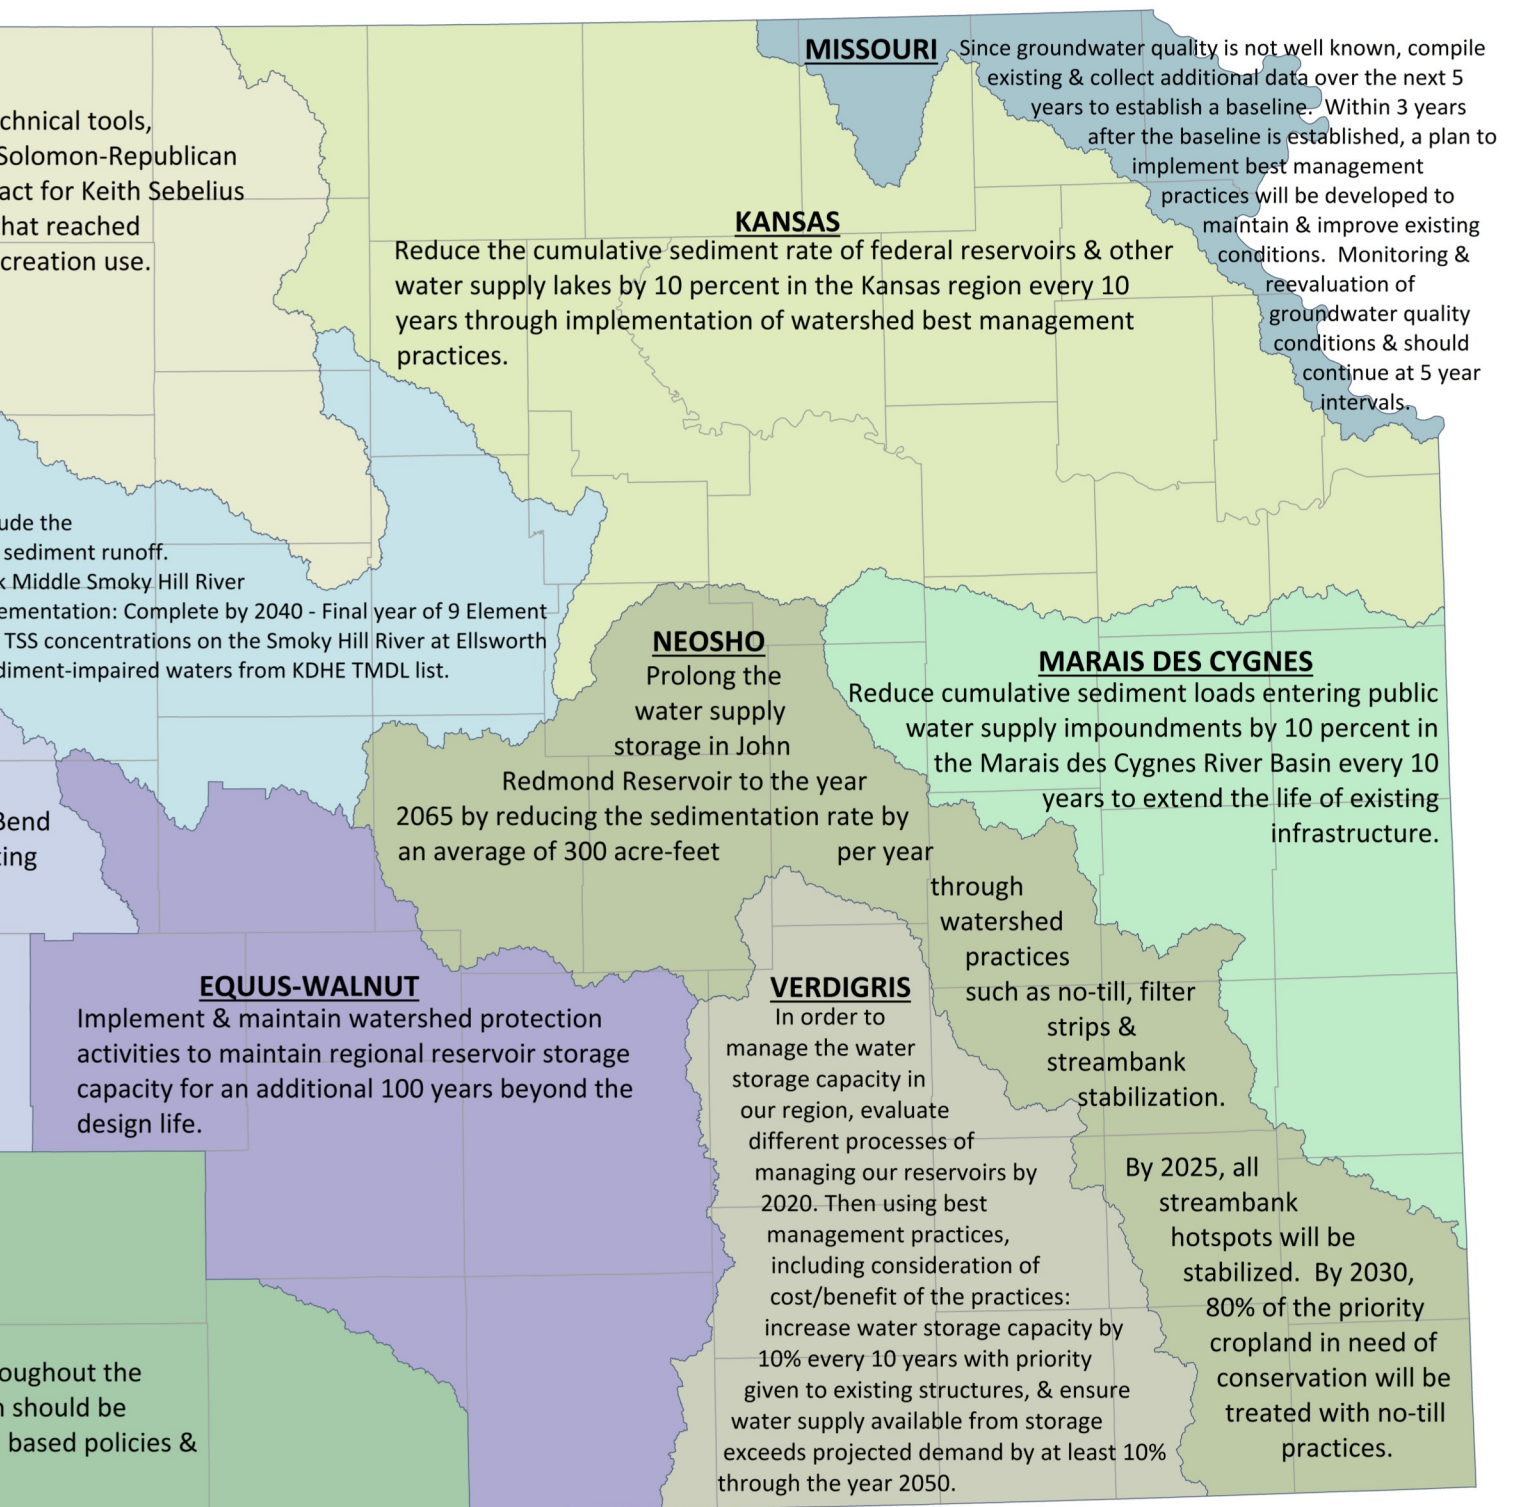 chnical tools,
Solomon-Republican
act for Keith Sebelius
hat reached
creation use.
MISSOURI
Since groundwater quality is not well known, compile
existing & collect additional data over the next 5
years to establish a baseline.  Within 3 years
after the baseline is established, a plan to
implement best management
practices will be developed to
maintain & improve existing
conditions.  Monitoring &
reevaluation of
groundwater quality
conditions & should
continue at 5 year
intervals.
KANSAS
Reduce the cumulative sediment rate of federal reservoirs & other
water supply lakes by 10 percent in the Kansas region every 10
years through implementation of watershed best management
practices.
ude the
sediment runoff.
k Middle Smoky Hill River
ementation: Complete by 2040 - Final year of 9 Element
TSS concentrations on the Smoky Hill River at Ellsworth
diment-impaired waters from KDHE TMDL list.
NEOSHO
Prolong the
water supply
storage in John
Redmond Reservoir to the year
2065 by reducing the sedimentation rate by
an average of 300 acre-feet per year
through
watershed
practices
such as no-till, filter
strips &
streambank
stabilization.
By 2025, all
streambank
hotspots will be
stabilized.  By 2030,
80% of the priority
cropland in need of
conservation will be
treated with no-till
practices.
MARAIS DES CYGNES
Reduce cumulative sediment loads entering public
water supply impoundments by 10 percent in
the Marais des Cygnes River Basin every 10
years to extend the life of existing
infrastructure.
Bend
ting
EQUUS-WALNUT
Implement & maintain watershed protection
activities to maintain regional reservoir storage
capacity for an additional 100 years beyond the
design life.
VERDIGRIS
In order to
manage the water
storage capacity in
our region, evaluate
different processes of
managing our reservoirs by
2020. Then using best
management practices,
including consideration of
cost/benefit of the practices:
increase water storage capacity by
10% every 10 years with priority
given to existing structures, & ensure
water supply available from storage
exceeds projected demand by at least 10%
through the year 2050.
oughout the
n should be
based policies &